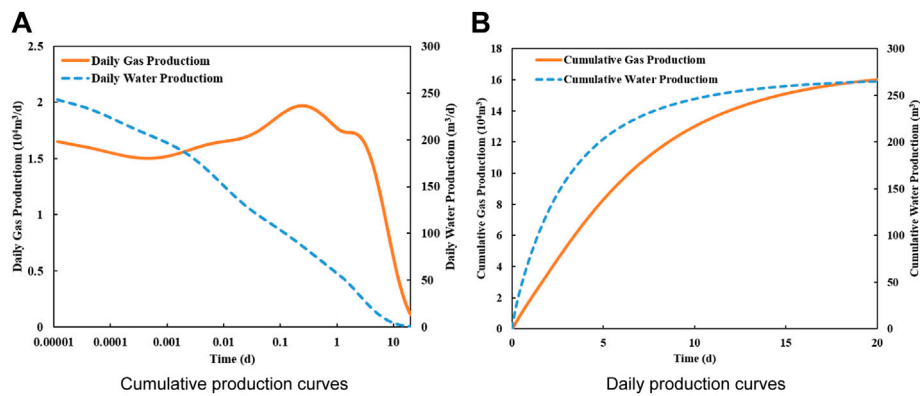 A
Daily Gas Productiom
Daily Water Productiom
Daily Gas Productiom (10⁴m³/d)
2.5
2
1.5
1
0.5
0
300
250
200
150
100
50
0
Daily Water Productiom (m³/d)
0.00001 0.0001 0.001 0.01 0.1 1 10
Time (d)
Cumulative production curves
B
Cumulative Gas Productiom
Cumulative Water Productiom
Cumulative Gas Productiom (10⁴m³)
18
16
14
12
10
8
6
4
2
0
300
250
200
150
100
50
0
Cumulative Water Productiom (m³)
0 5 10 15 20
Time (d)
Daily production curves